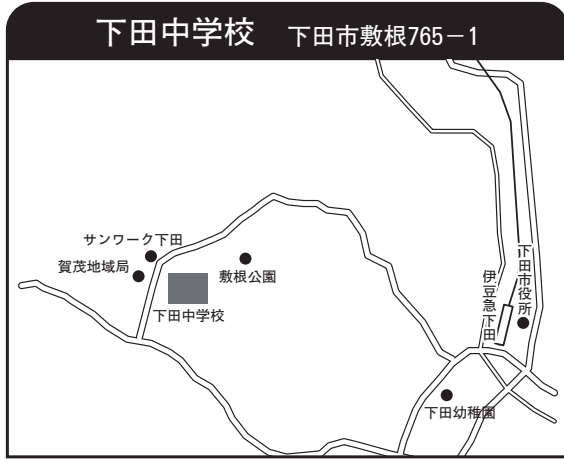 下田中学校 下田市敷根765－1
サンワーク下田
賀茂地域局
敷根公園
下田中学校
伊豆急下田
下田市役所
下田幼稚園